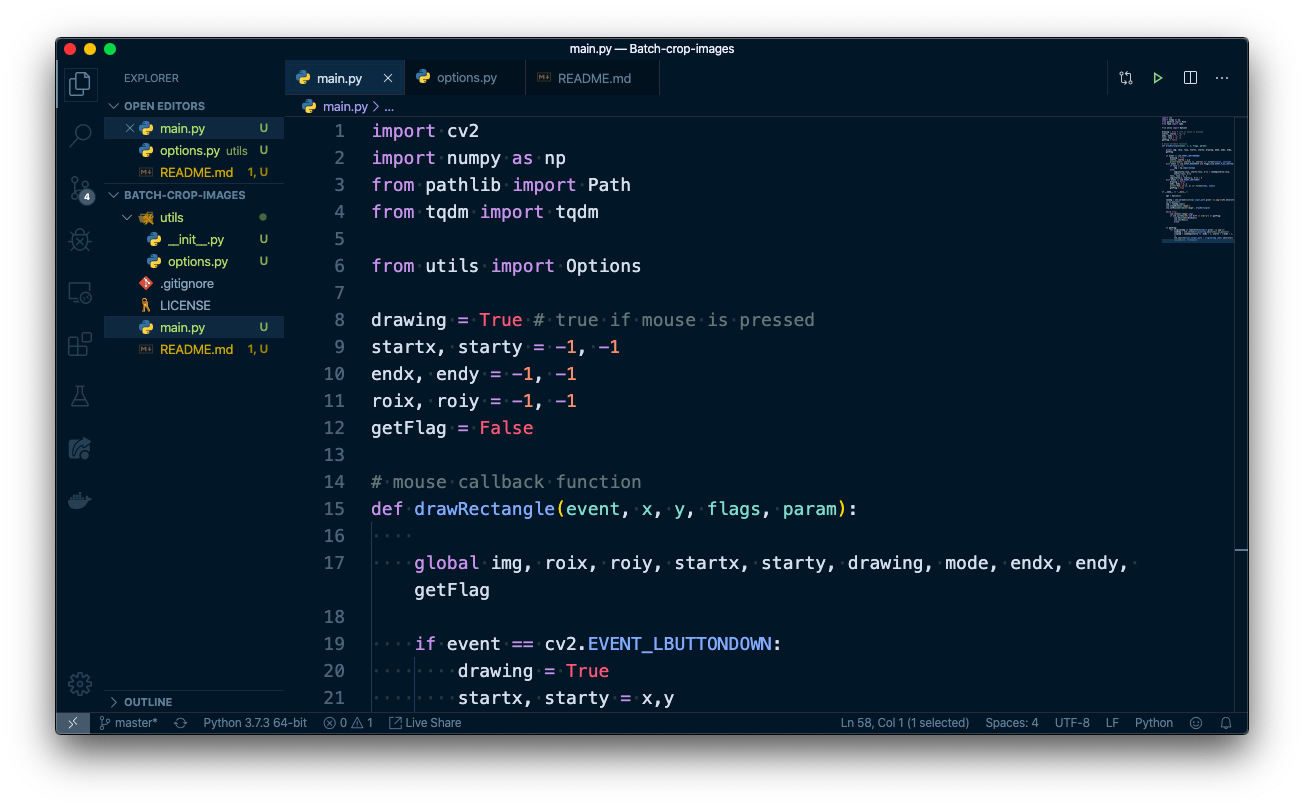 main.py — Batch-crop-images
EXPLORER
OPEN EDITORS
main.py U
options.py utils U
README.md 1, U
BATCH-CROP-IMAGES
utils
__init__.py U
options.py U
.gitignore
LICENSE
main.py U
README.md 1, U
OUTLINE
4
main.py
options.py
README.md
main.py > ...
1 import cv2
2 import numpy as np
3 from pathlib import Path
4 from tqdm import tqdm
5
6 from utils import Options
7
8 drawing = True # true if mouse is pressed
9 startx, starty = -1, -1
10 endx, endy = -1, -1
11 roix, roiy = -1, -1
12 getFlag = False
13
14 # mouse callback function
15 def drawRectangle(event, x, y, flags, param):
16
17 global img, roix, roiy, startx, starty, drawing, mode, endx, endy,
getFlag
18
19 if event == cv2.EVENT_LBUTTONDOWN:
20 drawing = True
21 startx, starty = x,y
master* Python 3.7.3 64-bit 0 1 Live Share Ln 58, Col 1 (1 selected) Spaces: 4 UTF-8 LF Python